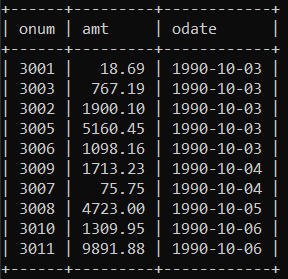 +------+---------+------------+
| onum | amt     | odate      |
+------+---------+------------+
| 3001 |   18.69 | 1990-10-03 |
| 3003 |  767.19 | 1990-10-03 |
| 3002 | 1900.10 | 1990-10-03 |
| 3005 | 5160.45 | 1990-10-03 |
| 3006 | 1098.16 | 1990-10-03 |
| 3009 | 1713.23 | 1990-10-04 |
| 3007 |   75.75 | 1990-10-04 |
| 3008 | 4723.00 | 1990-10-05 |
| 3010 | 1309.95 | 1990-10-06 |
| 3011 | 9891.88 | 1990-10-06 |
+------+---------+------------+